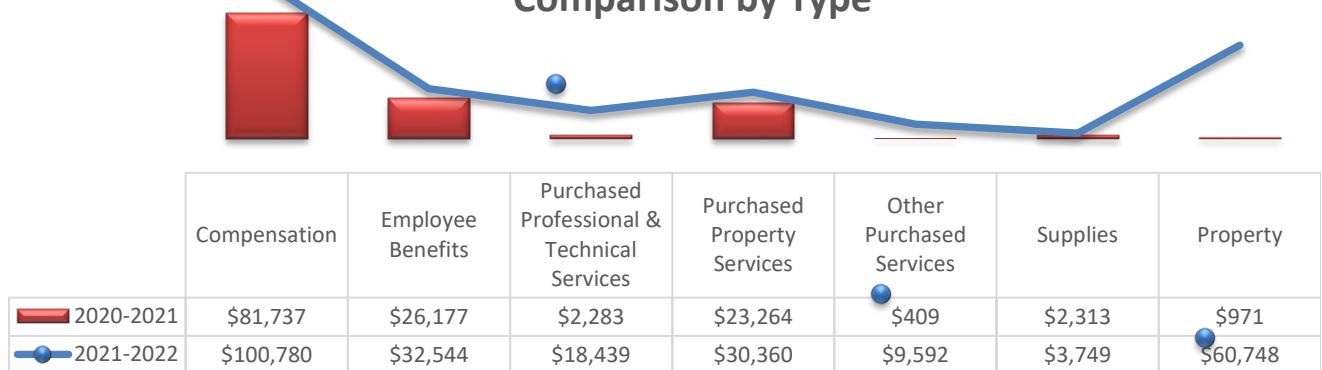 Comparison by Type
Compensation
Employee
Benefits
Purchased
Professional &
Technical
Services
Purchased
Property
Services
Other
Purchased
Services
Supplies
Property
2020-2021 $81,737 $26,177 $2,283 $23,264 $409 $2,313 $971
2021-2022 $100,780 $32,544 $18,439 $30,360 $9,592 $3,749 $60,748